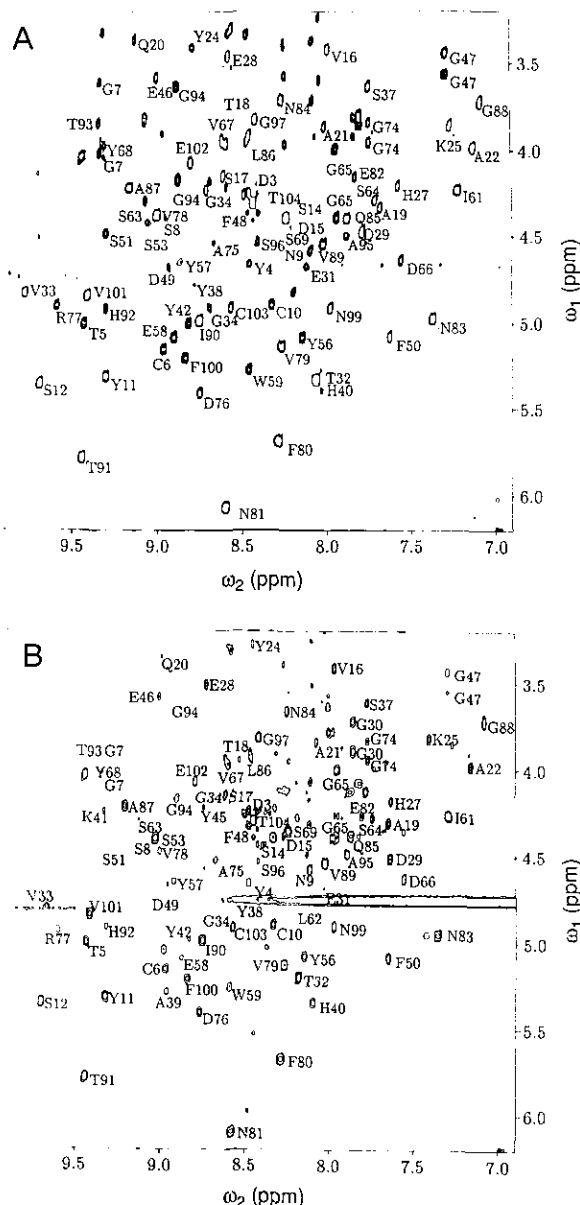 A
Q20 Y24 E28 V16 G47
G7 E46 G94 N84 S37 G47
T18 G88
T93 V67 G97 A21 G74 K25
Y68 E102 L86 G74 A22
G7 S17 D3 G65 E82
A87 G94 G34 T104 S14 G65 S64 H27 I61
S63 V78 F48 D15 Q85 A19
S51 S53 S8 A75 S96 S69 A95 D29
Y57 Y4 N9 V89 D66
D49 E31
V33 V101 Y38
R77 H92 Y42 G34 C103 C10 N99 N83
T5 E58 I90 Y56 F50
C6 F100 V79
S12 Y11 W59 T32
D76 H40
T91 F80
N81
3.5
4.0
4.5
5.0
5.5
6.0
ω₁ (ppm)
9.5 9.0 8.5 8.0 7.5 7.0
ω₂ (ppm)
B
Q20 Y24 V16 G47
E46 E28 S37 G47
G94 N84 G30 G88
T93 G7 T18 G97 A21 G74 K25
Y68 E102 V67 L86 G30 G74 A22
G7 G34 S17 G65
K41 A87 G94 Y45 D3 E82 H27
S63 T104 G65 S64 A19 I61
S53 F48 S69 D15 Q85
S51 S8 V78 S14 A95 D29
A75 S96 V89
Y57 Y4 N9 D66
V33 D49 E31
V101 Y38 L62
R77 H92 Y42 G34 C103 C10 N99 N83
T5 I90
C6 E58 V79 Y56 F50
S12 Y11 A39 F100 W59 T32
D76 H40
F80
T91
N81
3.5
4.0
4.5
5.0
5.5
6.0
ω₁ (ppm)
9.5 9.0 8.5 8.0 7.5 7.0
ω₂ (ppm)